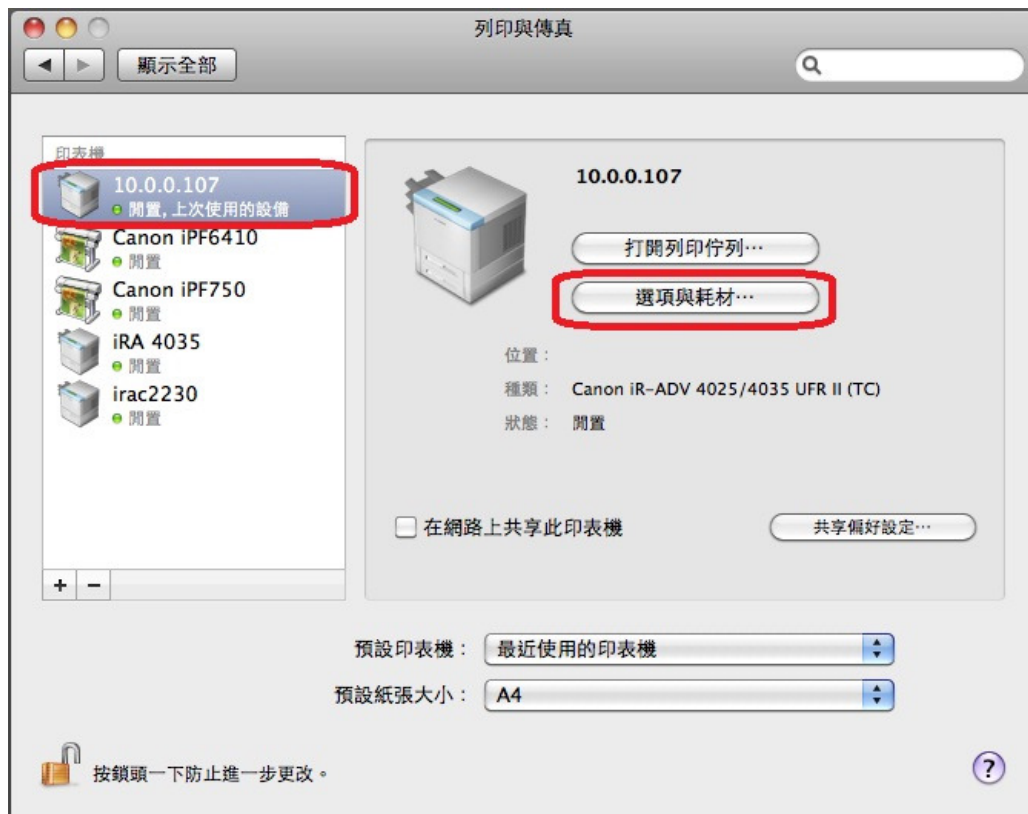 列印與傳真
顯示全部
印表機
10.0.0.107
閒置, 上次使用的設備
Canon iPF6410
閒置
Canon iPF750
閒置
iRA 4035
閒置
irac2230
閒置
+ −
10.0.0.107
打開列印佇列…
選項與耗材…
位置：
種類： Canon iR-ADV 4025/4035 UFR II (TC)
狀態： 閒置
在網路上共享此印表機
共享偏好設定…
預設印表機： 最近使用的印表機
預設紙張大小： A4
按鎖頭一下防止進一步更改。
?